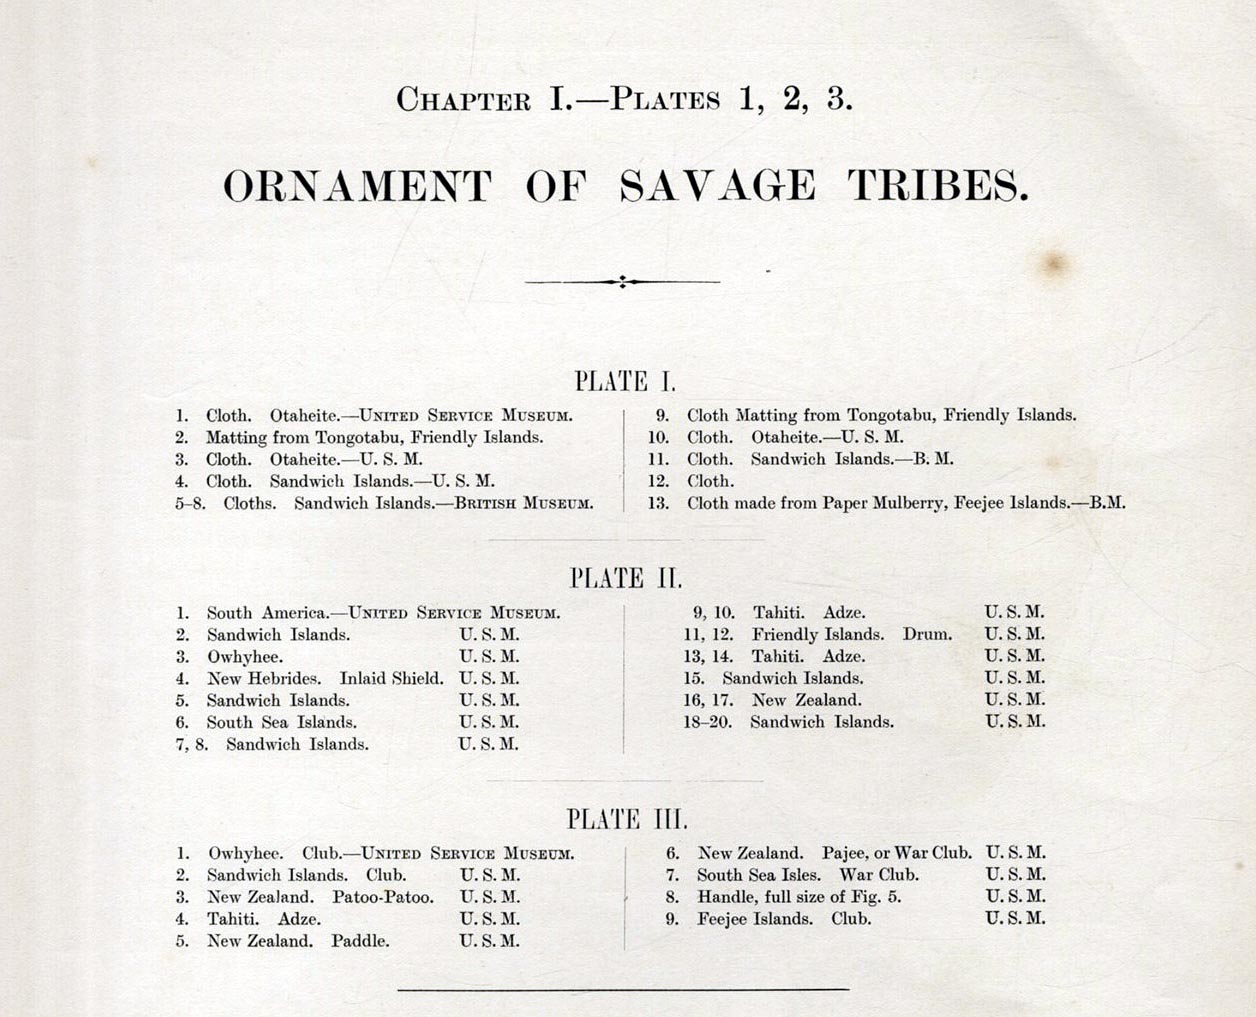 CHAPTER I.—PLATES 1, 2, 3.
ORNAMENT OF SAVAGE TRIBES.
PLATE I.
1. Cloth. Otaheite.—UNITED SERVICE MUSEUM.
2. Matting from Tongotabu, Friendly Islands.
3. Cloth. Otaheite.—U. S. M.
4. Cloth. Sandwich Islands.—U. S. M.
5–8. Cloths. Sandwich Islands.—BRITISH MUSEUM.
9. Cloth Matting from Tongotabu, Friendly Islands.
10. Cloth. Otaheite.—U. S. M.
11. Cloth. Sandwich Islands.—B. M.
12. Cloth.
13. Cloth made from Paper Mulberry, Feejee Islands.—B.M.
PLATE II.
1. South America.—UNITED SERVICE MUSEUM.
2. Sandwich Islands. U. S. M.
3. Owhyhee. U. S. M.
4. New Hebrides. Inlaid Shield. U. S. M.
5. Sandwich Islands. U. S. M.
6. South Sea Islands. U. S. M.
7, 8. Sandwich Islands. U. S. M.
9, 10. Tahiti. Adze. U. S. M.
11, 12. Friendly Islands. Drum. U. S. M.
13, 14. Tahiti. Adze. U. S. M.
15. Sandwich Islands. U. S. M.
16, 17. New Zealand. U. S. M.
18–20. Sandwich Islands. U. S. M.
PLATE III.
1. Owhyhee. Club.—UNITED SERVICE MUSEUM.
2. Sandwich Islands. Club. U. S. M.
3. New Zealand. Patoo-Patoo. U. S. M.
4. Tahiti. Adze. U. S. M.
5. New Zealand. Paddle. U. S. M.
6. New Zealand. Pajee, or War Club. U. S. M.
7. South Sea Isles. War Club. U. S. M.
8. Handle, full size of Fig. 5. U. S. M.
9. Feejee Islands. Club. U. S. M.